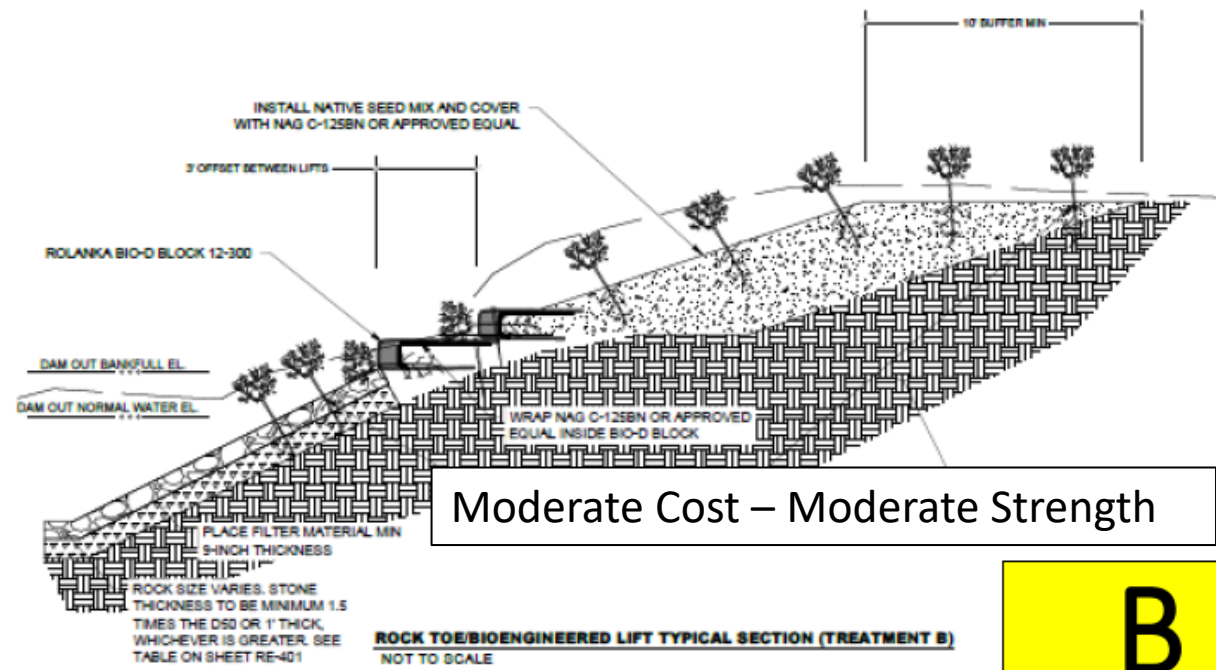 10' BUFFER MIN
INSTALL NATIVE SEED MIX AND COVER
WITH NAG C-125BN OR APPROVED EQUAL
3' OFFSET BETWEEN LIFTS
ROLANKA BIO-D BLOCK 12-300
DAM OUT BANKFULL EL.
DAM OUT NORMAL WATER EL.
WRAP NAG C-125BN OR APPROVED
EQUAL INSIDE BIO-D BLOCK
Moderate Cost – Moderate Strength
PLACE FILTER MATERIAL MIN
9-INCH THICKNESS
ROCK SIZE VARIES. STONE
THICKNESS TO BE MINIMUM 1.5
TIMES THE D50 OR 1' THICK,
WHICHEVER IS GREATER. SEE
TABLE ON SHEET RE-401
ROCK TOE/BIOENGINEERED LIFT TYPICAL SECTION (TREATMENT B)
NOT TO SCALE
B